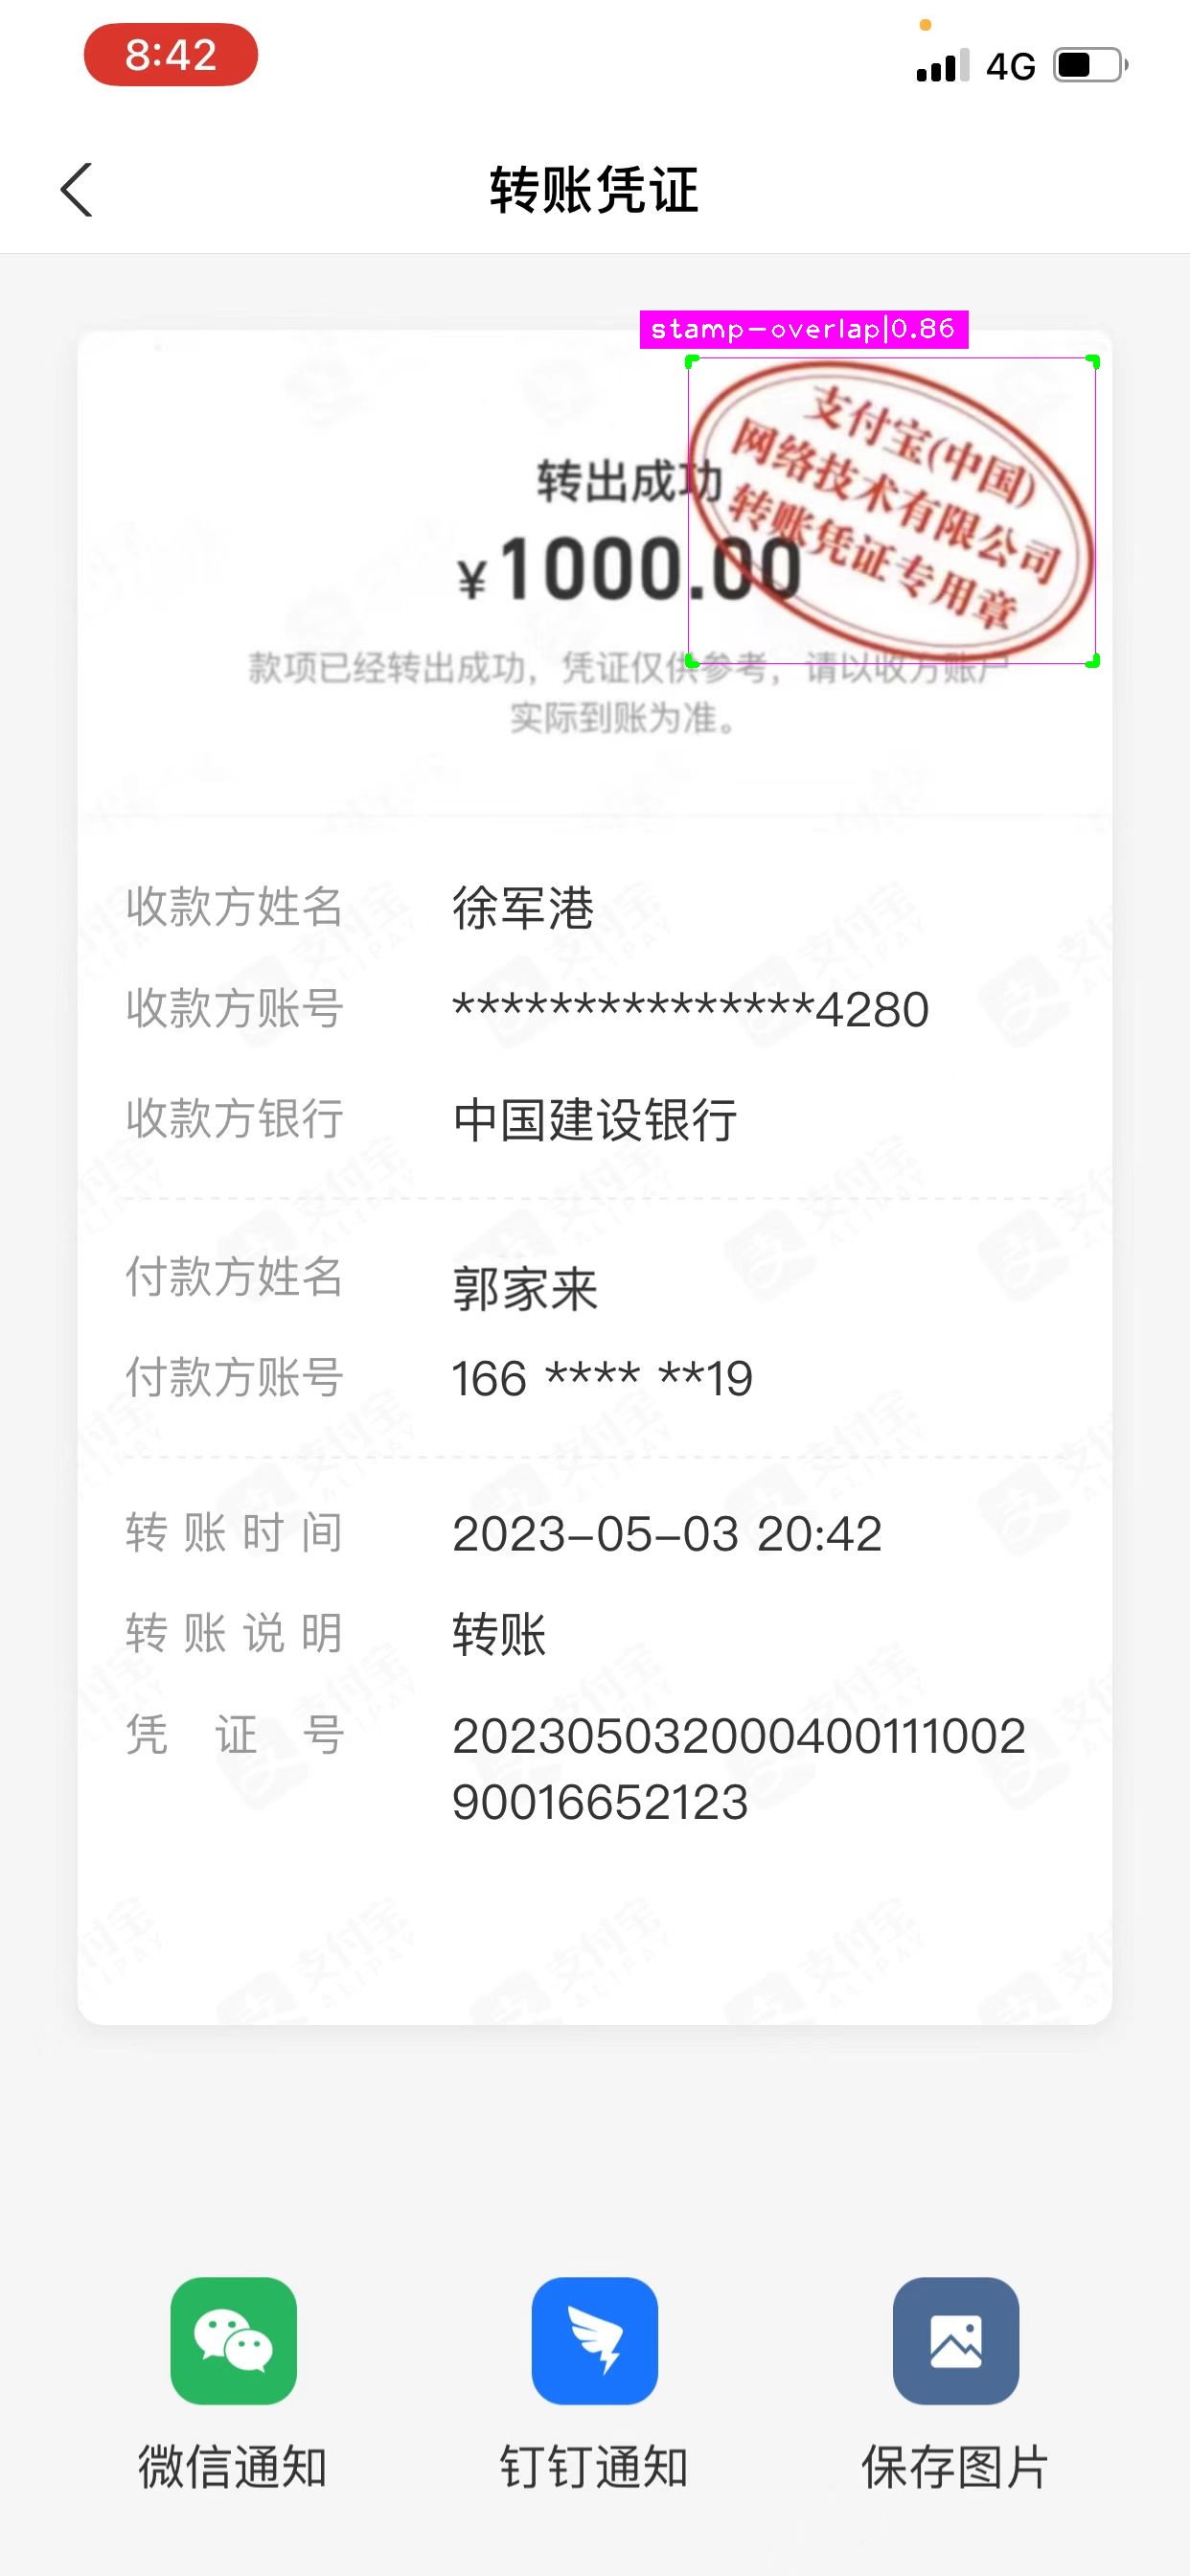 8:42
4G
转账凭证
stamp-overlap|0.86
支付宝(中国)
网络技术有限公司
转账凭证专用章
转出成功
¥1000.00
款项已经转出成功，凭证仅供参考，请以收方账户
实际到账为准。
收款方姓名 徐军港
收款方账号 ***************4280
收款方银行 中国建设银行
付款方姓名 郭家来
付款方账号 166 **** **19
转账时间 2023-05-03 20:42
转账说明 转账
凭证号 2023050320000400111002
90016652123
支付宝
ALIPAY
微信通知 钉钉通知 保存图片